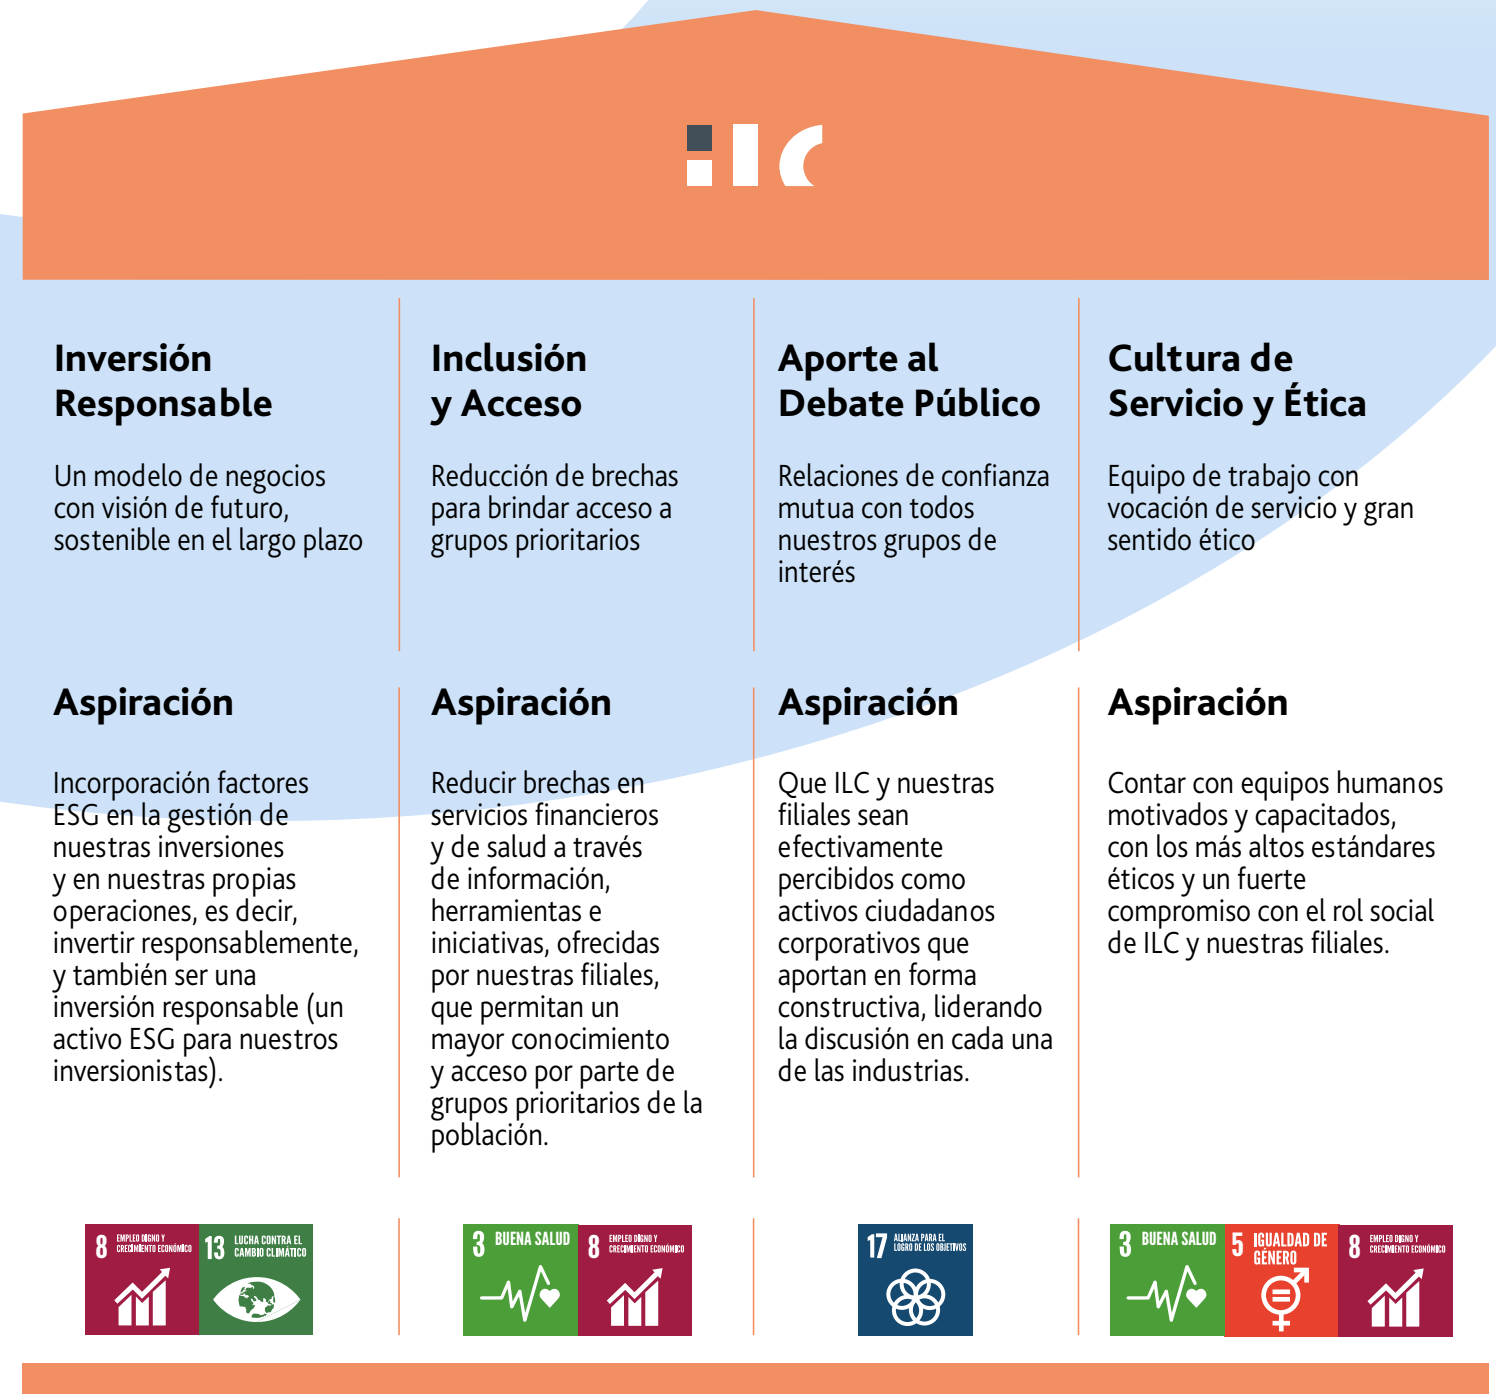 ilc
Inversión
Responsable
Un modelo de negocios
con visión de futuro,
sostenible en el largo plazo
Inclusión
y Acceso
Reducción de brechas
para brindar acceso a
grupos prioritarios
Aporte al
Debate Público
Relaciones de confianza
mutua con todos
nuestros grupos de
interés
Cultura de
Servicio y Ética
Equipo de trabajo con
vocación de servicio y gran
sentido ético
Aspiración
Incorporación factores
ESG en la gestión de
nuestras inversiones
y en nuestras propias
operaciones, es decir,
invertir responsablemente,
y también ser una
inversión responsable (un
activo ESG para nuestros
inversionistas).
Aspiración
Reducir brechas en
servicios financieros
y de salud a través
de información,
herramientas e
iniciativas, ofrecidas
por nuestras filiales,
que permitan un
mayor conocimiento
y acceso por parte de
grupos prioritarios de la
población.
Aspiración
Que ILC y nuestras
filiales sean
efectivamente
percibidos como
activos ciudadanos
corporativos que
aportan en forma
constructiva, liderando
la discusión en cada una
de las industrias.
Aspiración
Contar con equipos humanos
motivados y capacitados,
con los más altos estándares
éticos y un fuerte
compromiso con el rol social
de ILC y nuestras filiales.
8 EMPLEO DIGNO Y
CRECIMIENTO ECONÓMICO
13 LUCHA CONTRA EL
CAMBIO CLIMÁTICO
3 BUENA SALUD
8 EMPLEO DIGNO Y
CRECIMIENTO ECONÓMICO
17 ALIANZA PARA EL
LOGRO DE LOS OBJETIVOS
3 BUENA SALUD
5 IGUALDAD DE
GÉNERO
8 EMPLEO DIGNO Y
CRECIMIENTO ECONÓMICO